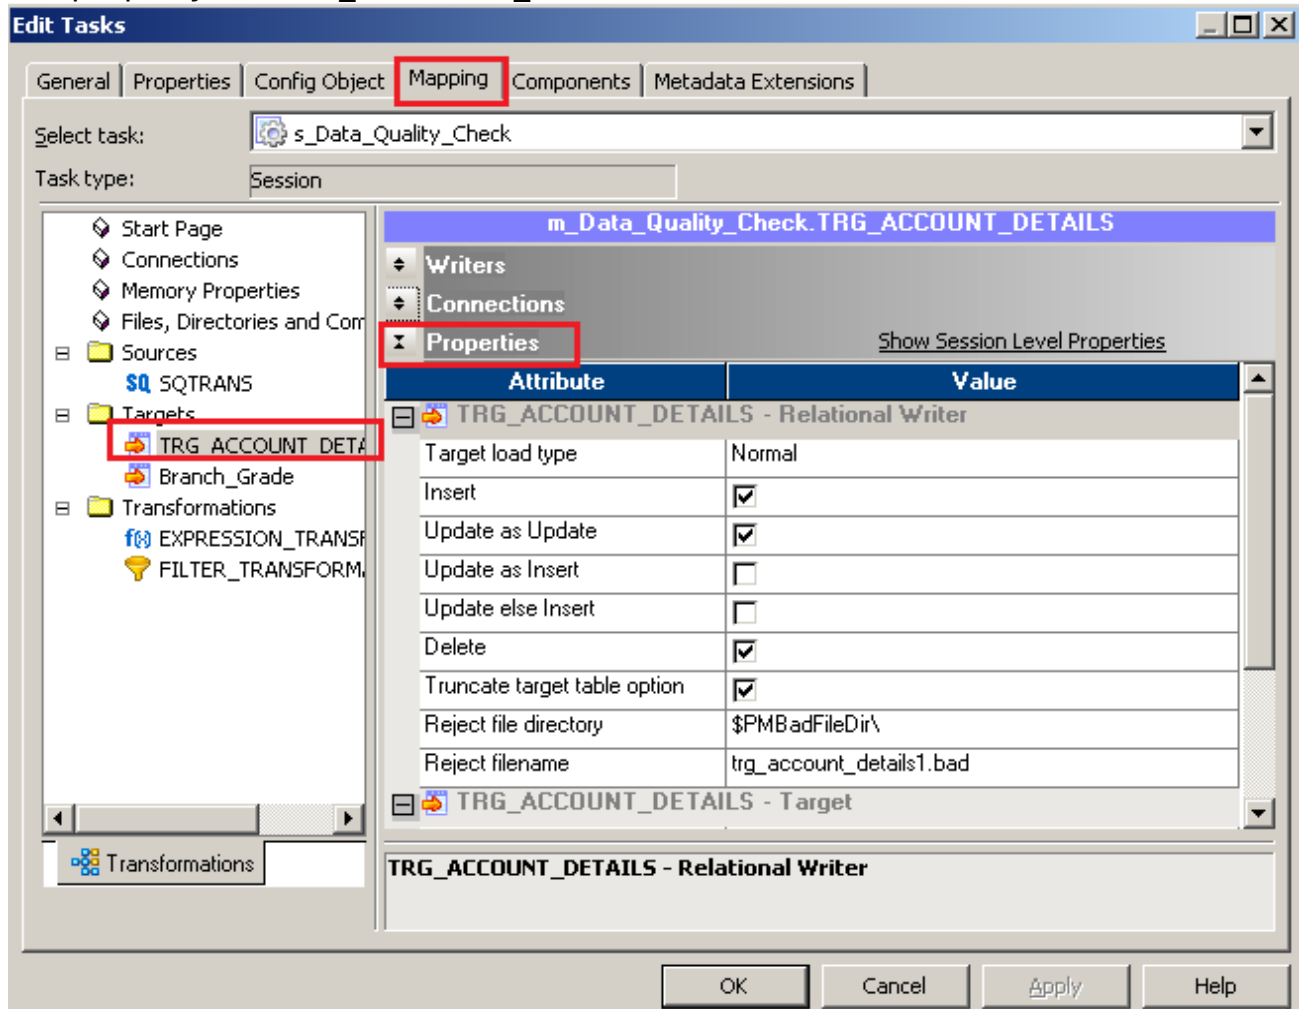 Edit Tasks
General Properties Config Object Mapping Components Metadata Extensions
Select task: s_Data_Quality_Check
Task type: Session
Start Page
Connections
Memory Properties
Files, Directories and Com
Sources
SQ SQTRANS
Targets
TRG_ACCOUNT_DETA
Branch_Grade
Transformations
f(x) EXPRESSION_TRANSF
FILTER_TRANSFORM
Transformations
m_Data_Quality_Check.TRG_ACCOUNT_DETAILS
Writers
Connections
Properties Show Session Level Properties
Attribute Value
TRG_ACCOUNT_DETAILS - Relational Writer
Target load type Normal
Insert
Update as Update
Update as Insert
Update else Insert
Delete
Truncate target table option
Reject file directory $PMBadFileDir\
Reject filename trg_account_details1.bad
TRG_ACCOUNT_DETAILS - Target
TRG_ACCOUNT_DETAILS - Relational Writer
OK Cancel Apply Help